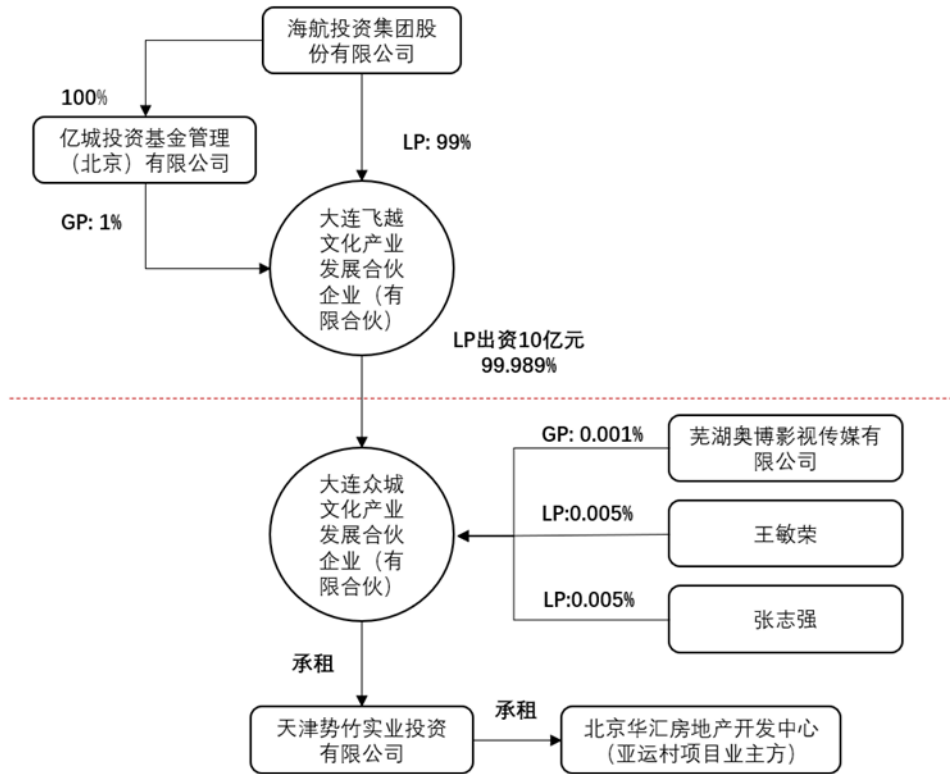 海航投资集团股
份有限公司
100%
亿城投资基金管理
（北京）有限公司
LP: 99%
GP: 1%
大连飞越
文化产业
发展合伙
企业（有
限合伙）
LP出资10亿元
99.989%
GP: 0.001%
芜湖奥博影视传媒有
限公司
大连众城
文化产业
发展合伙
企业（有
限合伙）
LP:0.005%
王敏荣
LP:0.005%
张志强
承租
天津势竹实业投资
有限公司
承租
北京华汇房地产开发中心
（亚运村项目业主方）